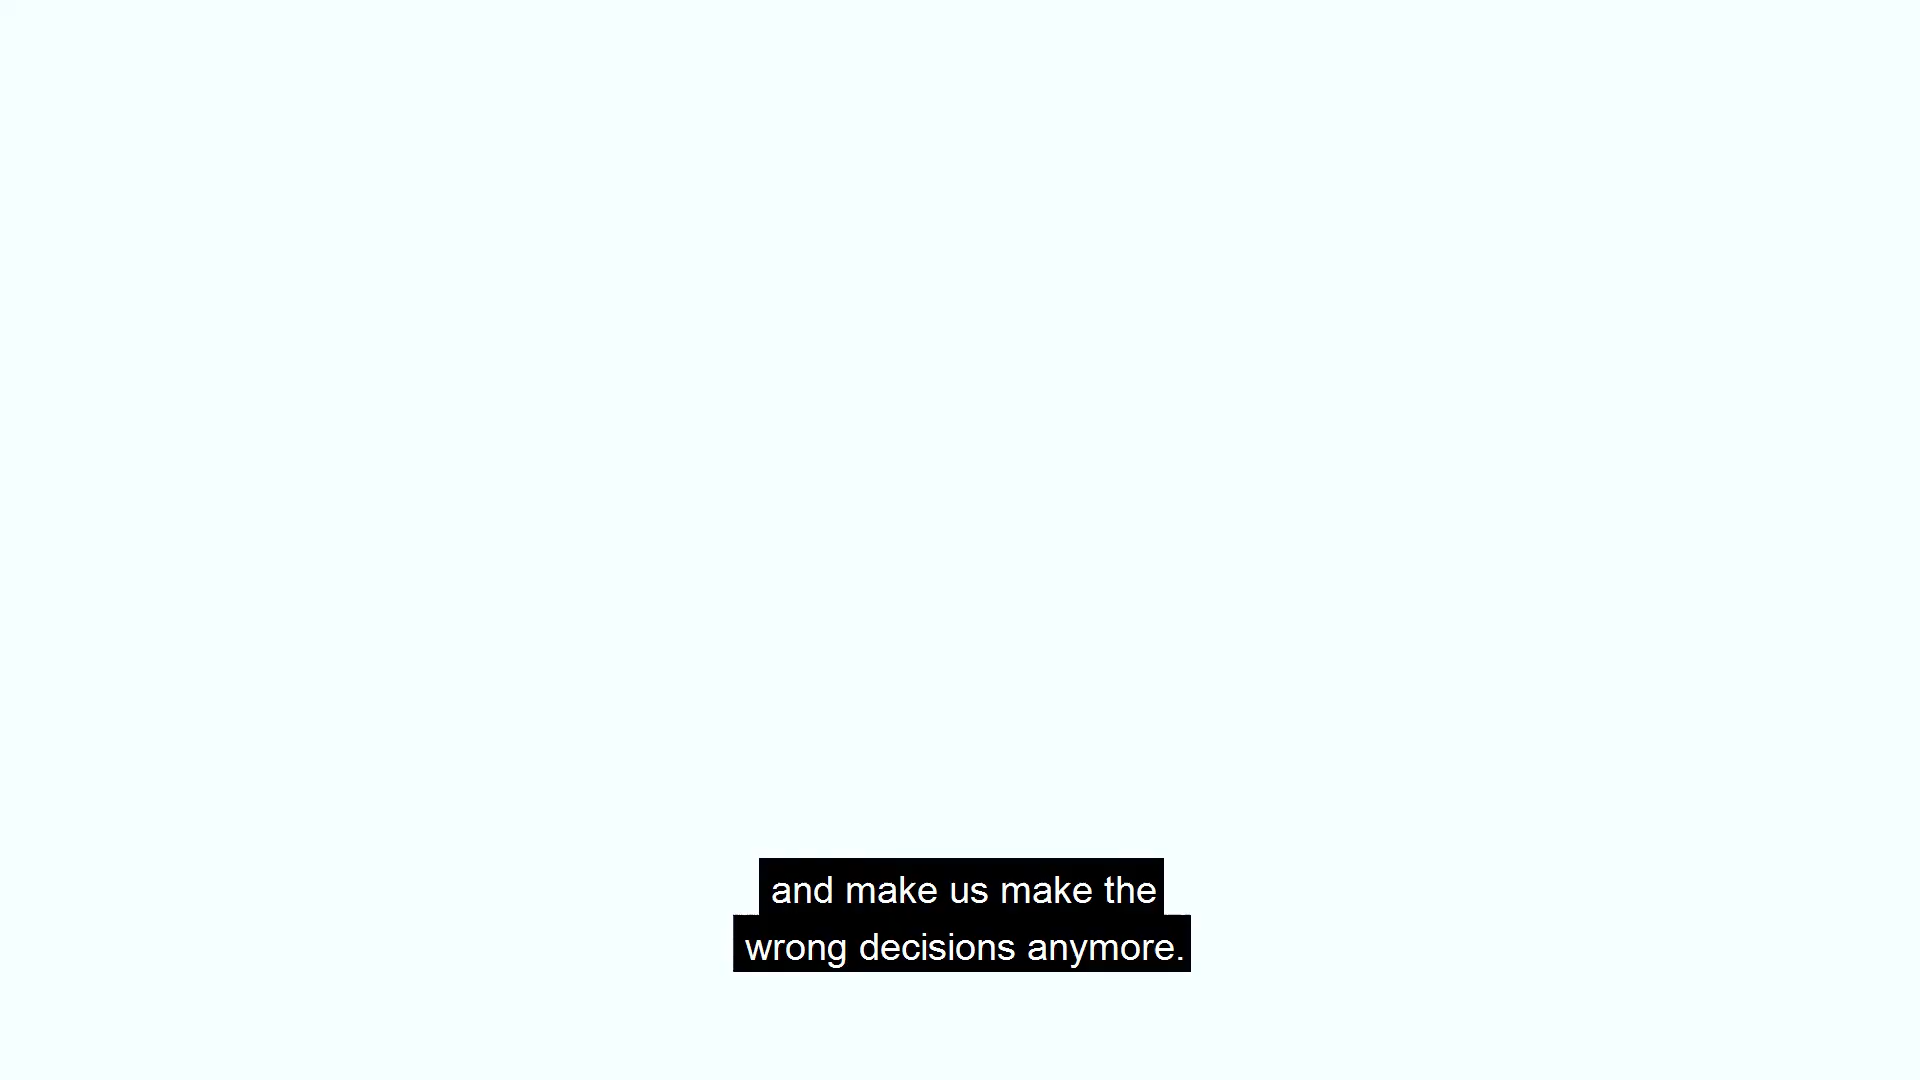 and make us make the
wrong decisions anymore.